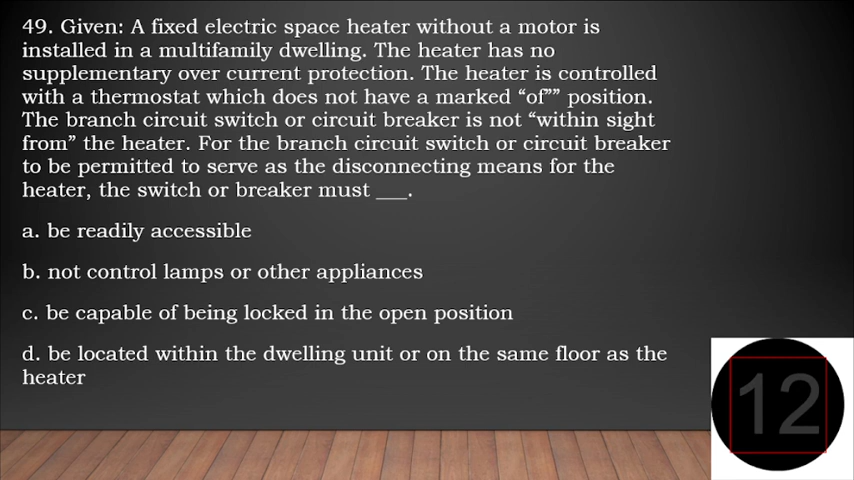 49. Given: A fixed electric space heater without a motor is
installed in a multifamily dwelling. The heater has no
supplementary over current protection. The heater is controlled
with a thermostat which does not have a marked “of”” position.
The branch circuit switch or circuit breaker is not “within sight
from” the heater. For the branch circuit switch or circuit breaker
to be permitted to serve as the disconnecting means for the
heater, the switch or breaker must ___.
a. be readily accessible
b. not control lamps or other appliances
c. be capable of being locked in the open position
d. be located within the dwelling unit or on the same floor as the
heater
12